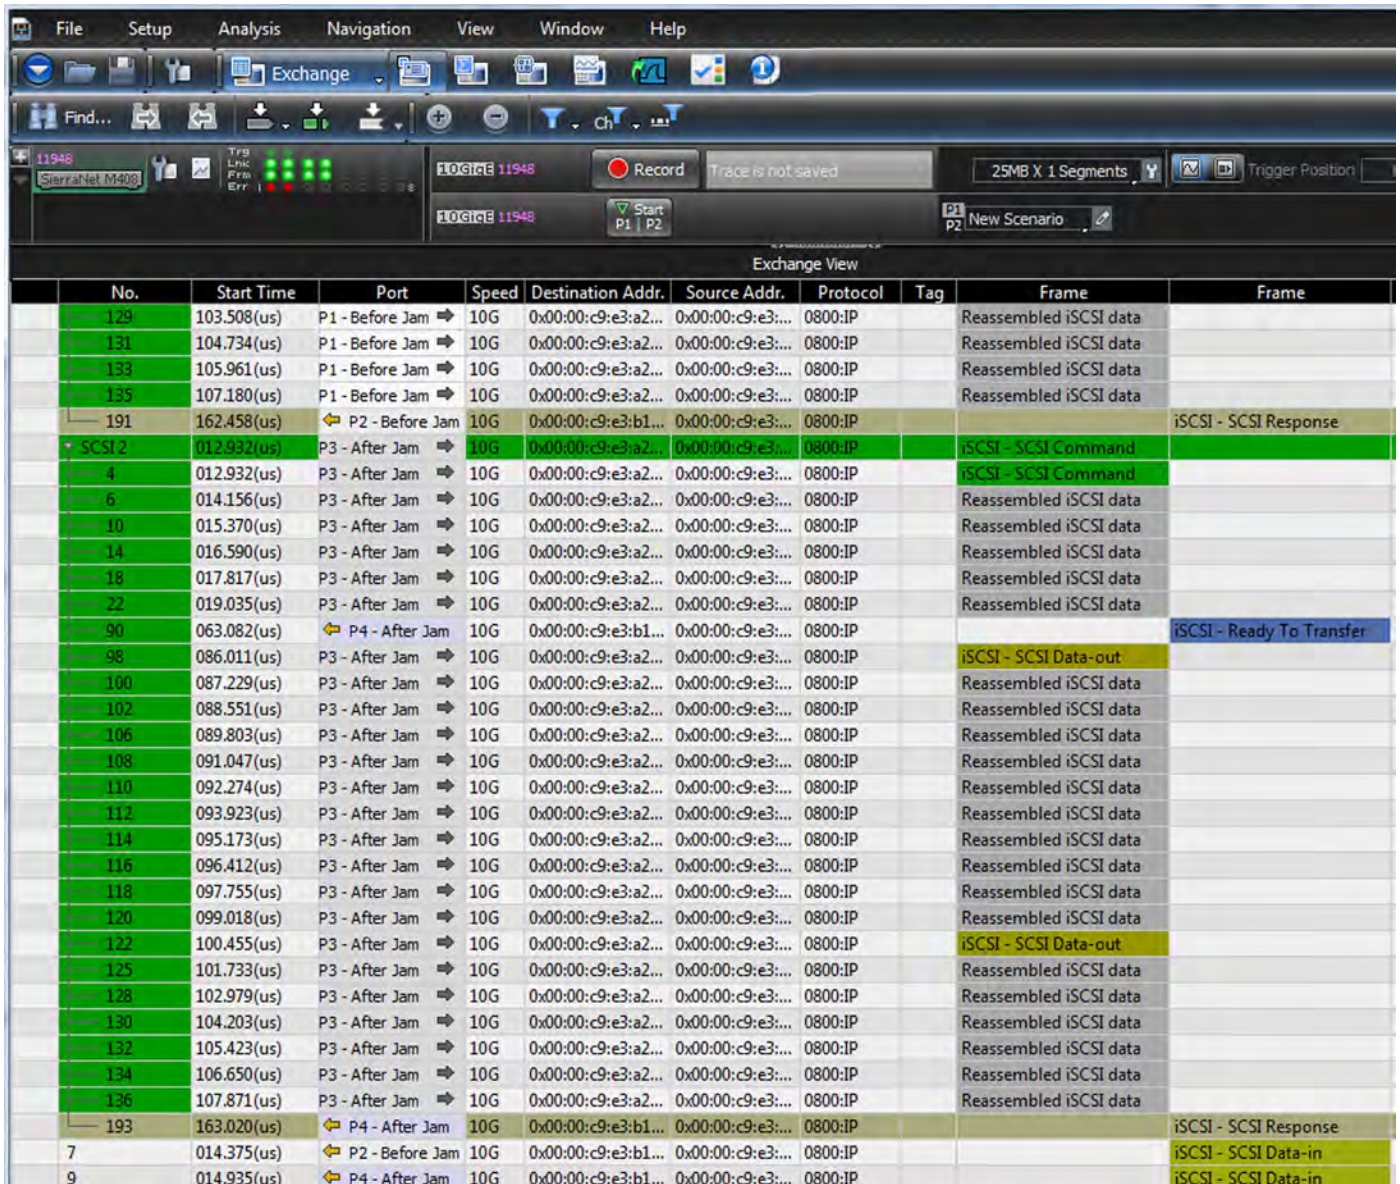 File Setup Analysis Navigation View Window Help
Exchange
Find... Ch
11948
SierraNet M408
Trg
Lnk
Frm
Err
10GigE 11948 Record Trace is not saved 25MB X 1 Segments Trigger Position
10GigE 11948 Start P1 | P2 P1 P2 New Scenario
Exchange View
No. Start Time Port Speed Destination Addr. Source Addr. Protocol Tag Frame Frame
129 103.508(us) P1 - Before Jam 10G 0x00:00:c9:e3:a2... 0x00:00:c9:e3:... 0800:IP Reassembled iSCSI data
131 104.734(us) P1 - Before Jam 10G 0x00:00:c9:e3:a2... 0x00:00:c9:e3:... 0800:IP Reassembled iSCSI data
133 105.961(us) P1 - Before Jam 10G 0x00:00:c9:e3:a2... 0x00:00:c9:e3:... 0800:IP Reassembled iSCSI data
135 107.180(us) P1 - Before Jam 10G 0x00:00:c9:e3:a2... 0x00:00:c9:e3:... 0800:IP Reassembled iSCSI data
191 162.458(us) P2 - Before Jam 10G 0x00:00:c9:e3:b1... 0x00:00:c9:e3:... 0800:IP iSCSI - SCSI Response
SCSI 2 012.932(us) P3 - After Jam 10G 0x00:00:c9:e3:a2... 0x00:00:c9:e3:... 0800:IP iSCSI - SCSI Command
4 012.932(us) P3 - After Jam 10G 0x00:00:c9:e3:a2... 0x00:00:c9:e3:... 0800:IP iSCSI - SCSI Command
6 014.156(us) P3 - After Jam 10G 0x00:00:c9:e3:a2... 0x00:00:c9:e3:... 0800:IP Reassembled iSCSI data
10 015.370(us) P3 - After Jam 10G 0x00:00:c9:e3:a2... 0x00:00:c9:e3:... 0800:IP Reassembled iSCSI data
14 016.590(us) P3 - After Jam 10G 0x00:00:c9:e3:a2... 0x00:00:c9:e3:... 0800:IP Reassembled iSCSI data
18 017.817(us) P3 - After Jam 10G 0x00:00:c9:e3:a2... 0x00:00:c9:e3:... 0800:IP Reassembled iSCSI data
22 019.035(us) P3 - After Jam 10G 0x00:00:c9:e3:a2... 0x00:00:c9:e3:... 0800:IP Reassembled iSCSI data
90 063.082(us) P4 - After Jam 10G 0x00:00:c9:e3:b1... 0x00:00:c9:e3:... 0800:IP iSCSI - Ready To Transfer
98 086.011(us) P3 - After Jam 10G 0x00:00:c9:e3:a2... 0x00:00:c9:e3:... 0800:IP iSCSI - SCSI Data-out
100 087.229(us) P3 - After Jam 10G 0x00:00:c9:e3:a2... 0x00:00:c9:e3:... 0800:IP Reassembled iSCSI data
102 088.551(us) P3 - After Jam 10G 0x00:00:c9:e3:a2... 0x00:00:c9:e3:... 0800:IP Reassembled iSCSI data
106 089.803(us) P3 - After Jam 10G 0x00:00:c9:e3:a2... 0x00:00:c9:e3:... 0800:IP Reassembled iSCSI data
108 091.047(us) P3 - After Jam 10G 0x00:00:c9:e3:a2... 0x00:00:c9:e3:... 0800:IP Reassembled iSCSI data
110 092.274(us) P3 - After Jam 10G 0x00:00:c9:e3:a2... 0x00:00:c9:e3:... 0800:IP Reassembled iSCSI data
112 093.923(us) P3 - After Jam 10G 0x00:00:c9:e3:a2... 0x00:00:c9:e3:... 0800:IP Reassembled iSCSI data
114 095.173(us) P3 - After Jam 10G 0x00:00:c9:e3:a2... 0x00:00:c9:e3:... 0800:IP Reassembled iSCSI data
116 096.412(us) P3 - After Jam 10G 0x00:00:c9:e3:a2... 0x00:00:c9:e3:... 0800:IP Reassembled iSCSI data
118 097.755(us) P3 - After Jam 10G 0x00:00:c9:e3:a2... 0x00:00:c9:e3:... 0800:IP Reassembled iSCSI data
120 099.018(us) P3 - After Jam 10G 0x00:00:c9:e3:a2... 0x00:00:c9:e3:... 0800:IP Reassembled iSCSI data
122 100.455(us) P3 - After Jam 10G 0x00:00:c9:e3:a2... 0x00:00:c9:e3:... 0800:IP iSCSI - SCSI Data-out
125 101.733(us) P3 - After Jam 10G 0x00:00:c9:e3:a2... 0x00:00:c9:e3:... 0800:IP Reassembled iSCSI data
128 102.979(us) P3 - After Jam 10G 0x00:00:c9:e3:a2... 0x00:00:c9:e3:... 0800:IP Reassembled iSCSI data
130 104.203(us) P3 - After Jam 10G 0x00:00:c9:e3:a2... 0x00:00:c9:e3:... 0800:IP Reassembled iSCSI data
132 105.423(us) P3 - After Jam 10G 0x00:00:c9:e3:a2... 0x00:00:c9:e3:... 0800:IP Reassembled iSCSI data
134 106.650(us) P3 - After Jam 10G 0x00:00:c9:e3:a2... 0x00:00:c9:e3:... 0800:IP Reassembled iSCSI data
136 107.871(us) P3 - After Jam 10G 0x00:00:c9:e3:a2... 0x00:00:c9:e3:... 0800:IP Reassembled iSCSI data
193 163.020(us) P4 - After Jam 10G 0x00:00:c9:e3:b1... 0x00:00:c9:e3:... 0800:IP iSCSI - SCSI Response
7 014.375(us) P2 - Before Jam 10G 0x00:00:c9:e3:b1... 0x00:00:c9:e3:... 0800:IP iSCSI - SCSI Data-in
9 014.935(us) P4 - After Jam 10G 0x00:00:c9:e3:b1... 0x00:00:c9:e3:... 0800:IP iSCSI - SCSI Data-in